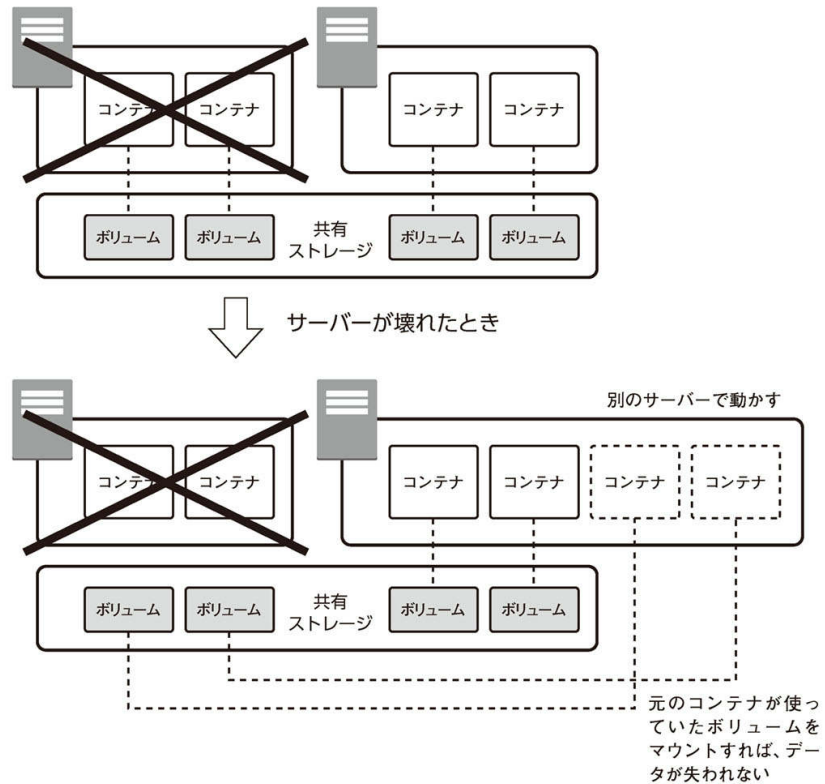 コンテナ
コンテナ
コンテナ
コンテナ
ボリューム
ボリューム
共有
ストレージ
ボリューム
ボリューム
サーバーが壊れたとき
別のサーバーで動かす
コンテナ
コンテナ
コンテナ
コンテナ
コンテナ
コンテナ
ボリューム
ボリューム
共有
ストレージ
ボリューム
ボリューム
元のコンテナが使っ
ていたボリュームを
マウントすれば、デー
タが失われない